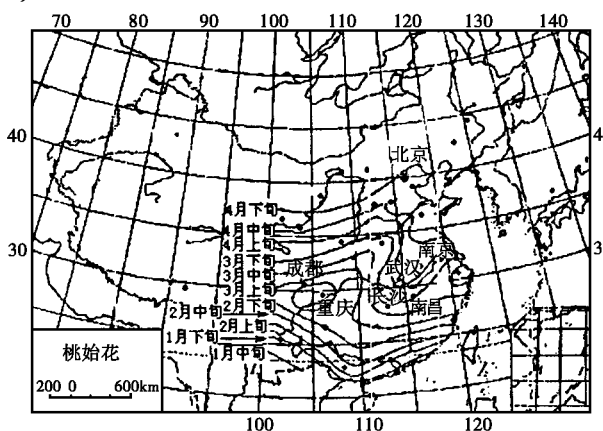 70 80 90 100 110 120 130 140
北京
40 4
4月下旬
4月中旬
4月上旬
南京
30 3
3月下旬
成都
武汉
3月中旬
3月上旬
长沙
2月下旬
重庆
南昌
2月中旬
2月上旬
1月下旬
1月中旬
桃始花
200 0 600km
100 110 120